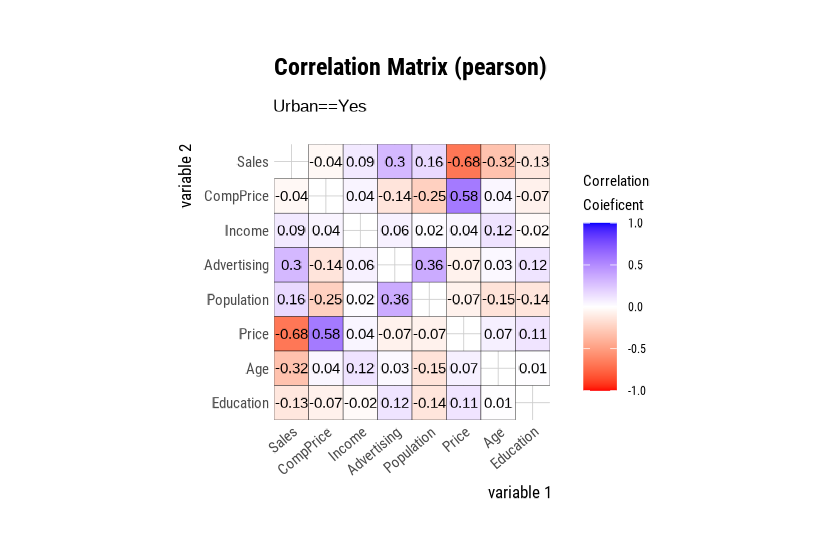 Correlation Matrix (pearson)
Urban==Yes
variable 2
Sales -0.04 0.09 0.3 0.16 -0.68 -0.32 -0.13
CompPrice -0.04 0.04 -0.14 -0.25 0.58 0.04 -0.07
Income 0.09 0.04 0.06 0.02 0.04 0.12 -0.02
Advertising 0.3 -0.14 0.06 0.36 -0.07 0.03 0.12
Population 0.16 -0.25 0.02 0.36 -0.07 -0.15 -0.14
Price -0.68 0.58 0.04 -0.07 -0.07 0.07 0.11
Age -0.32 0.04 0.12 0.03 -0.15 0.07 0.01
Education -0.13 -0.07 -0.02 0.12 -0.14 0.11 0.01
Sales CompPrice Income Advertising Population Price Age Education
variable 1
Correlation
Coieficent
1.0
0.5
0.0
-0.5
-1.0